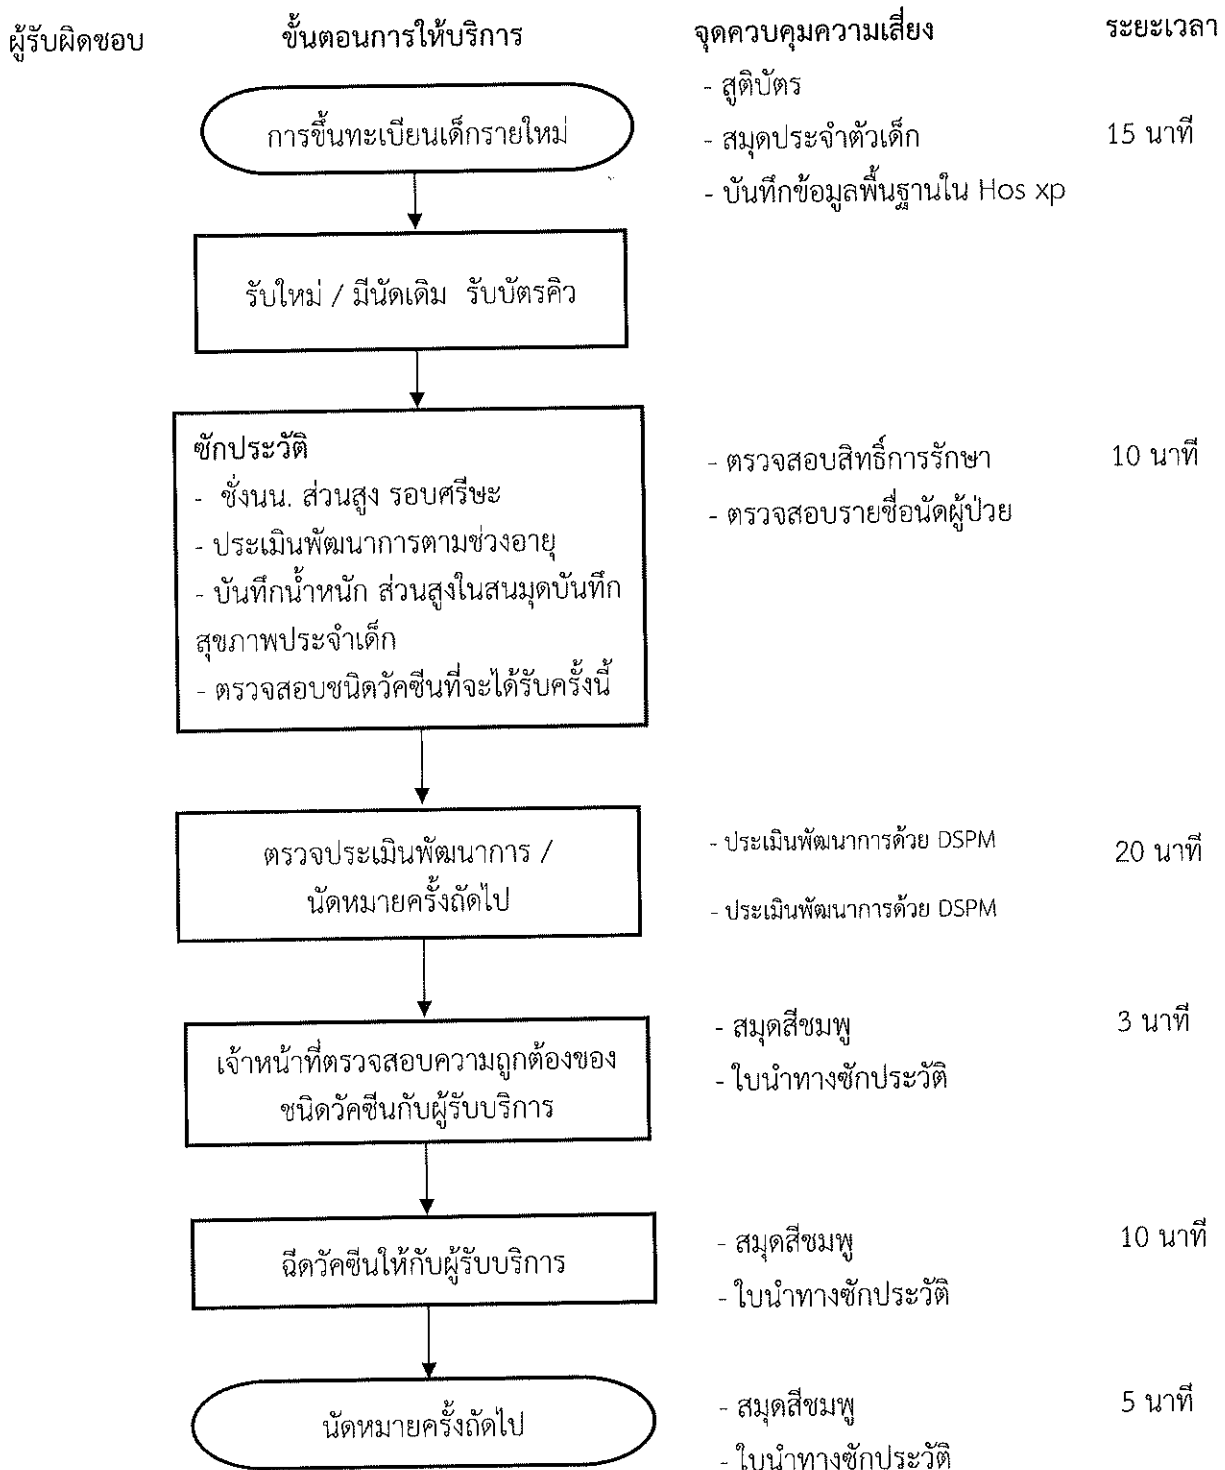 ผู้รับผิดชอบ ขั้นตอนการให้บริการ จุดควบคุมความเสี่ยง ระยะเวลา
การขึ้นทะเบียนเด็กรายใหม่
- สูติบัตร
- สมุดประจำตัวเด็ก
- บันทึกข้อมูลพื้นฐานใน Hos xp
15 นาที
รับใหม่ / มีนัดเดิม รับบัตรคิว
ซักประวัติ
- ชั่งนน. ส่วนสูง รอบศรีษะ
- ประเมินพัฒนาการตามช่วงอายุ
- บันทึกน้ำหนัก ส่วนสูงในสนมุดบันทึก
สุขภาพประจำเด็ก
- ตรวจสอบชนิดวัคซีนที่จะได้รับครั้งนี้
- ตรวจสอบสิทธิ์การรักษา
- ตรวจสอบรายชื่อนัดผู้ป่วย
10 นาที
ตรวจประเมินพัฒนาการ /
นัดหมายครั้งถัดไป
- ประเมินพัฒนาการด้วย DSPM
- ประเมินพัฒนาการด้วย DSPM
20 นาที
เจ้าหน้าที่ตรวจสอบความถูกต้องของ
ชนิดวัคซีนกับผู้รับบริการ
- สมุดสีชมพู
- ใบนำทางซักประวัติ
3 นาที
ฉีดวัคซีนให้กับผู้รับบริการ
- สมุดสีชมพู
- ใบนำทางซักประวัติ
10 นาที
นัดหมายครั้งถัดไป
- สมุดสีชมพู
- ใบนำทางซักประวัติ
5 นาที